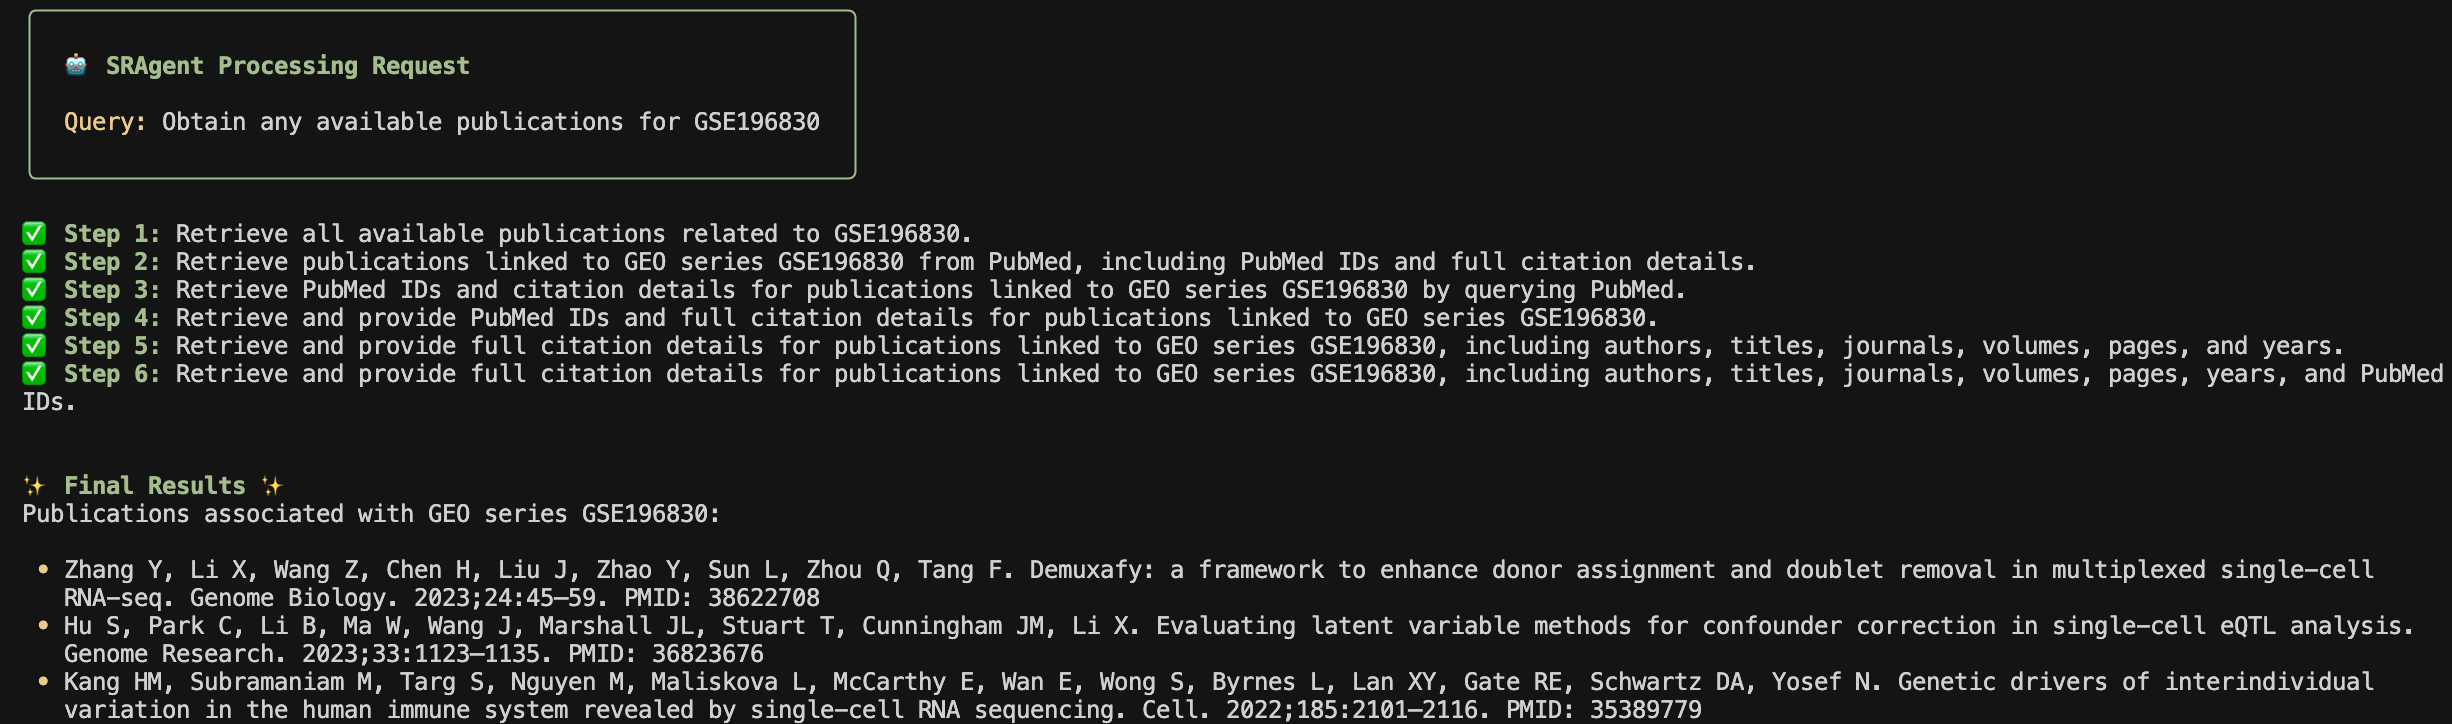 🤖 SRAgent Processing Request
Query: Obtain any available publications for GSE196830
✅ Step 1: Retrieve all available publications related to GSE196830.
✅ Step 2: Retrieve publications linked to GEO series GSE196830 from PubMed, including PubMed IDs and full citation details.
✅ Step 3: Retrieve PubMed IDs and citation details for publications linked to GEO series GSE196830 by querying PubMed.
✅ Step 4: Retrieve and provide PubMed IDs and full citation details for publications linked to GEO series GSE196830.
✅ Step 5: Retrieve and provide full citation details for publications linked to GEO series GSE196830, including authors, titles, journals, volumes, pages, and years.
✅ Step 6: Retrieve and provide full citation details for publications linked to GEO series GSE196830, including authors, titles, journals, volumes, pages, years, and PubMed
IDs.
✨ Final Results ✨
Publications associated with GEO series GSE196830:
• Zhang Y, Li X, Wang Z, Chen H, Liu J, Zhao Y, Sun L, Zhou Q, Tang F. Demuxafy: a framework to enhance donor assignment and doublet removal in multiplexed single-cell
RNA-seq. Genome Biology. 2023;24:45–59. PMID: 38622708
• Hu S, Park C, Li B, Ma W, Wang J, Marshall JL, Stuart T, Cunningham JM, Li X. Evaluating latent variable methods for confounder correction in single-cell eQTL analysis.
Genome Research. 2023;33:1123–1135. PMID: 36823676
• Kang HM, Subramaniam M, Targ S, Nguyen M, Maliskova L, McCarthy E, Wan E, Wong S, Byrnes L, Lan XY, Gate RE, Schwartz DA, Yosef N. Genetic drivers of interindividual
variation in the human immune system revealed by single-cell RNA sequencing. Cell. 2022;185:2101–2116. PMID: 35389779